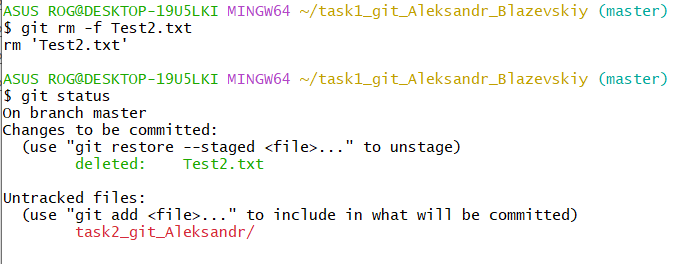 ASUS ROG@DESKTOP-19U5LKI MINGW64 ~/task1_git_Aleksandr_Blazevskiy (master)
$ git rm -f Test2.txt
rm 'Test2.txt'
ASUS ROG@DESKTOP-19U5LKI MINGW64 ~/task1_git_Aleksandr_Blazevskiy (master)
$ git status
On branch master
Changes to be committed:
  (use "git restore --staged <file>..." to unstage)
        deleted:    Test2.txt
Untracked files:
  (use "git add <file>..." to include in what will be committed)
        task2_git_Aleksandr/